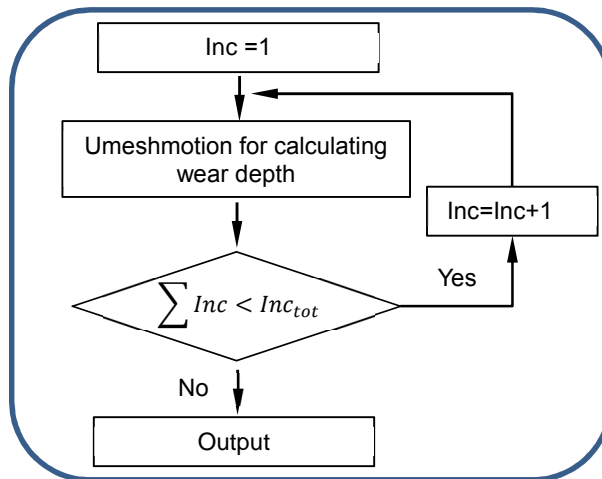 Inc =1
Umeshmotion for calculating
wear depth
Inc=Inc+1
Yes
∑ Inc < Inc_tot
No
Output